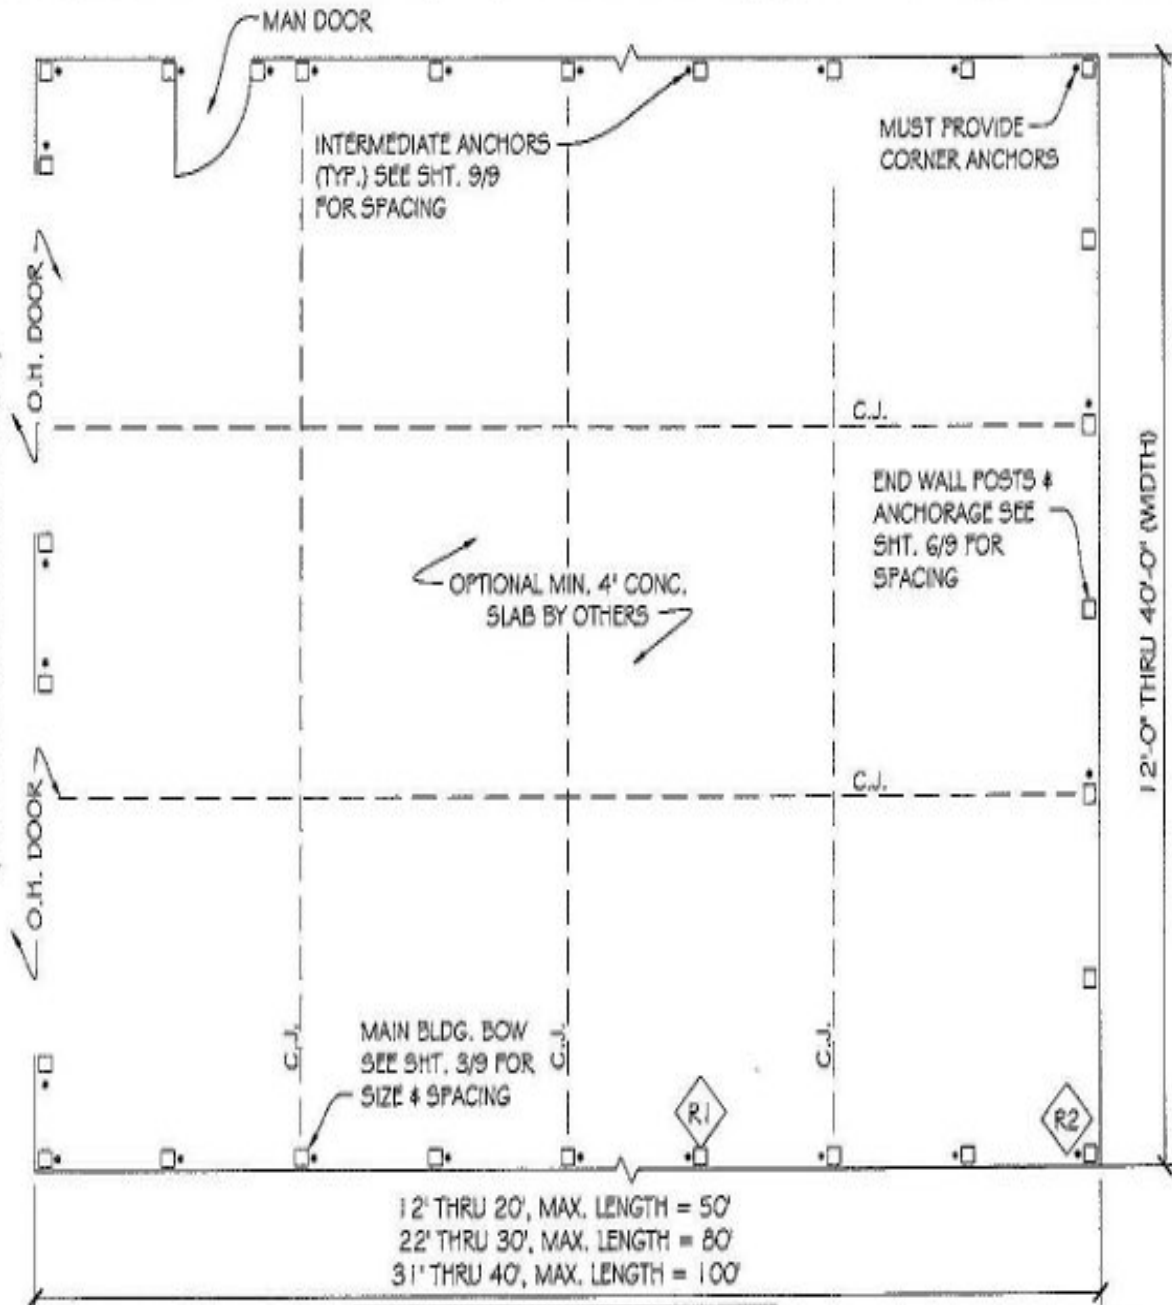 MAN DOOR
INTERMEDIATE ANCHORS
(TYP.) SEE SHT. 9/9
FOR SPACING
MUST PROVIDE
CORNER ANCHORS
O.H. DOOR
C.J.
END WALL POSTS &
ANCHORAGE SEE
SHT. 6/9 FOR
SPACING
12'-0" THRU 40'-0" (WIDTH)
OPTIONAL MIN. 4" CONC.
SLAB BY OTHERS
C.J.
O.H. DOOR
C.J.
MAIN BLDG. BOW
SEE SHT. 3/9 FOR
SIZE & SPACING
C.J.
C.J.
R1
R2
12' THRU 20', MAX. LENGTH = 50'
22' THRU 30', MAX. LENGTH = 80'
31' THRU 40', MAX. LENGTH = 100'